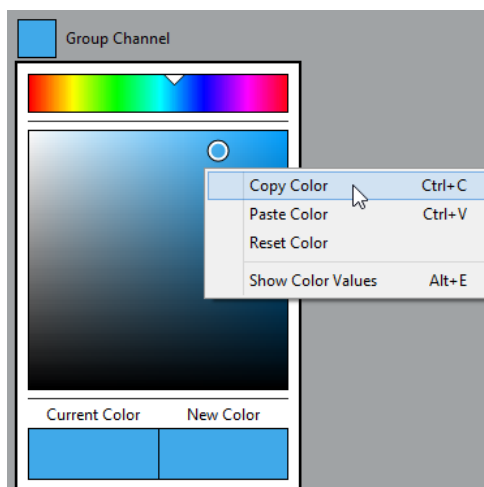 Group Channel
Copy Color Ctrl+C
Paste Color Ctrl+V
Reset Color
Show Color Values Alt+E
Current Color New Color